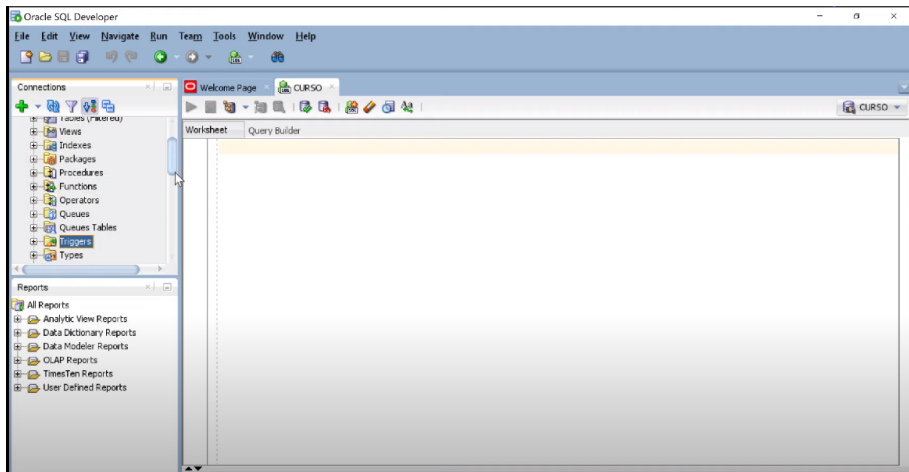 Oracle SQL Developer
File Edit View Navigate Run Team Tools Window Help
Connections
Welcome Page
CURSO
CURSO
Tables (Filtered)
Views
Indexes
Packages
Procedures
Functions
Operators
Queues
Queues Tables
Triggers
Types
Worksheet
Query Builder
Reports
All Reports
Analytic View Reports
Data Dictionary Reports
Data Modeler Reports
OLAP Reports
TimesTen Reports
User Defined Reports